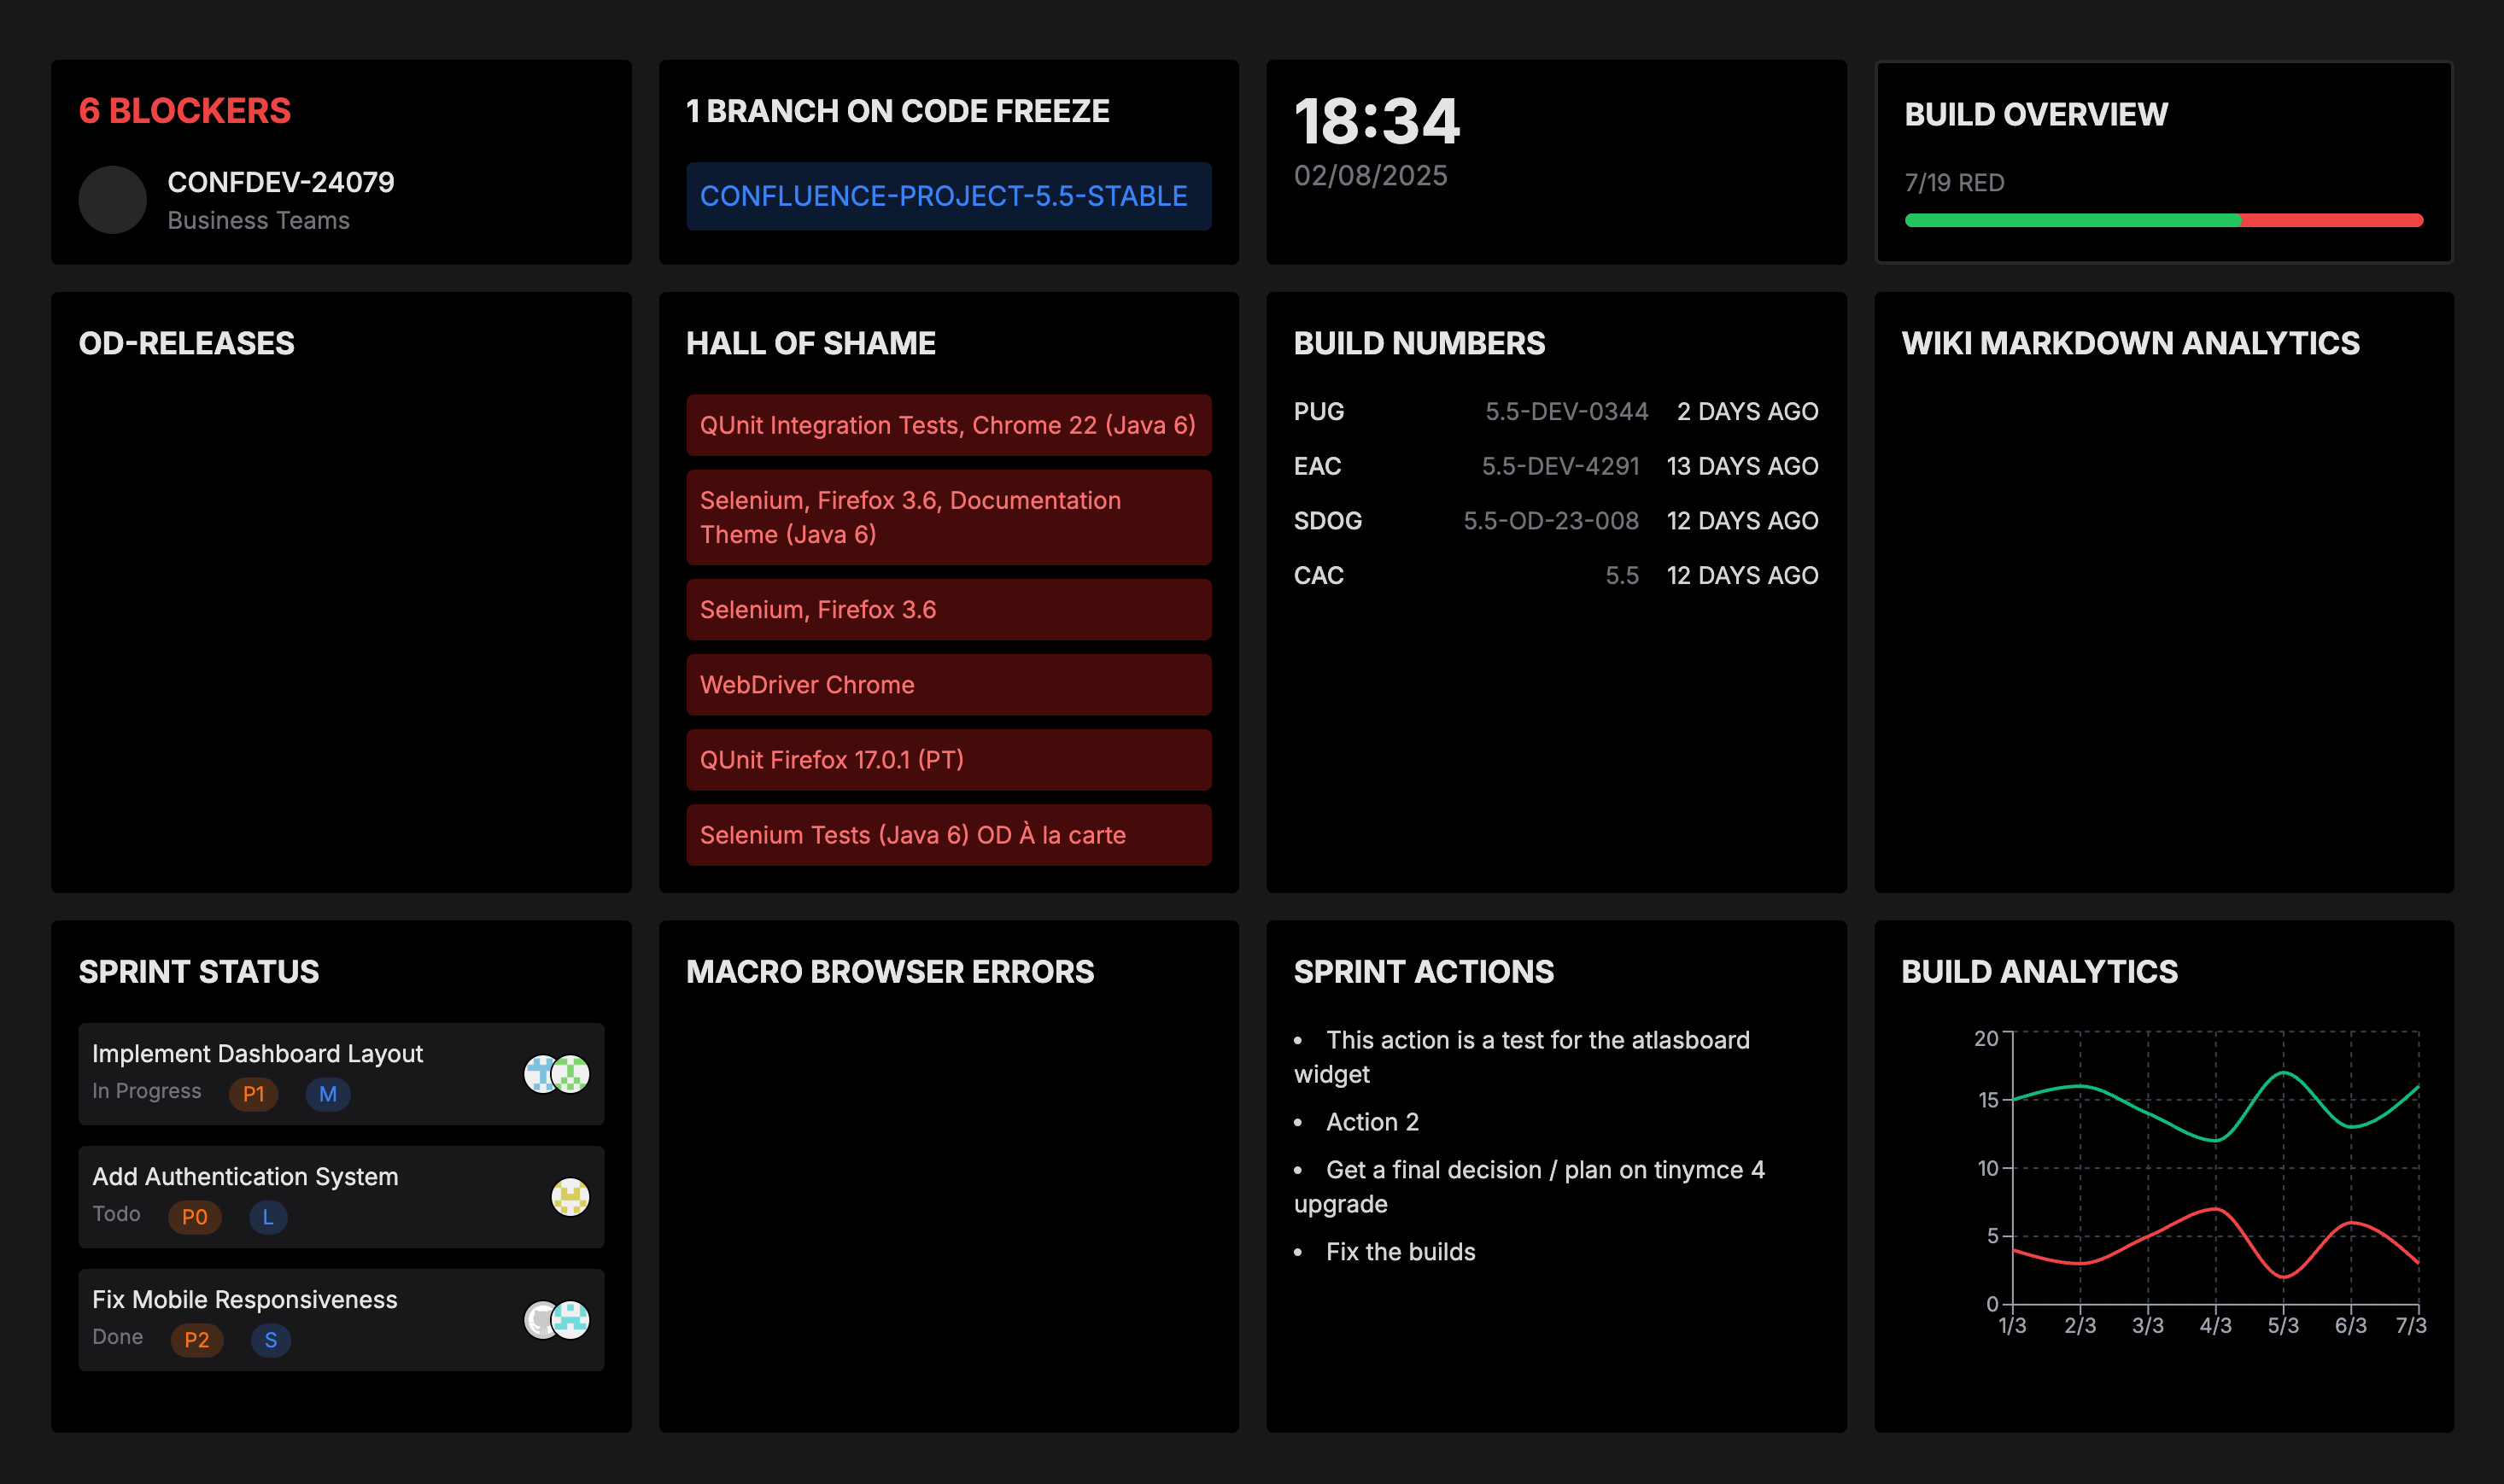 6 BLOCKERS
CONFDEV-24079
Business Teams
1 BRANCH ON CODE FREEZE
CONFLUENCE-PROJECT-5.5-STABLE
18:34
02/08/2025
BUILD OVERVIEW
7/19 RED
OD-RELEASES
HALL OF SHAME
QUnit Integration Tests, Chrome 22 (Java 6)
Selenium, Firefox 3.6, Documentation
Theme (Java 6)
Selenium, Firefox 3.6
WebDriver Chrome
QUnit Firefox 17.0.1 (PT)
Selenium Tests (Java 6) OD À la carte
BUILD NUMBERS
PUG 5.5-DEV-0344 2 DAYS AGO
EAC 5.5-DEV-4291 13 DAYS AGO
SDOG 5.5-OD-23-008 12 DAYS AGO
CAC 5.5 12 DAYS AGO
WIKI MARKDOWN ANALYTICS
SPRINT STATUS
Implement Dashboard Layout
In Progress P1 M
Add Authentication System
Todo P0 L
Fix Mobile Responsiveness
Done P2 S
MACRO BROWSER ERRORS
SPRINT ACTIONS
• This action is a test for the atlasboard
widget
• Action 2
• Get a final decision / plan on tinymce 4
upgrade
• Fix the builds
BUILD ANALYTICS
20
15
10
5
0
1/3 2/3 3/3 4/3 5/3 6/3 7/3